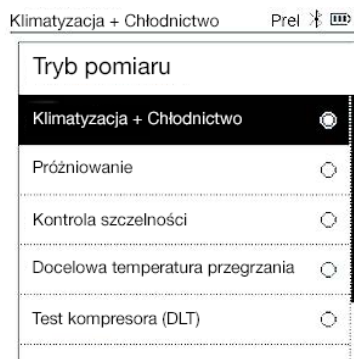 Klimatyzacja + Chłodnictwo Prel
Tryb pomiaru
Klimatyzacja + Chłodnictwo
Próżniowanie
Kontrola szczelności
Docelowa temperatura przegrzania
Test kompresora (DLT)